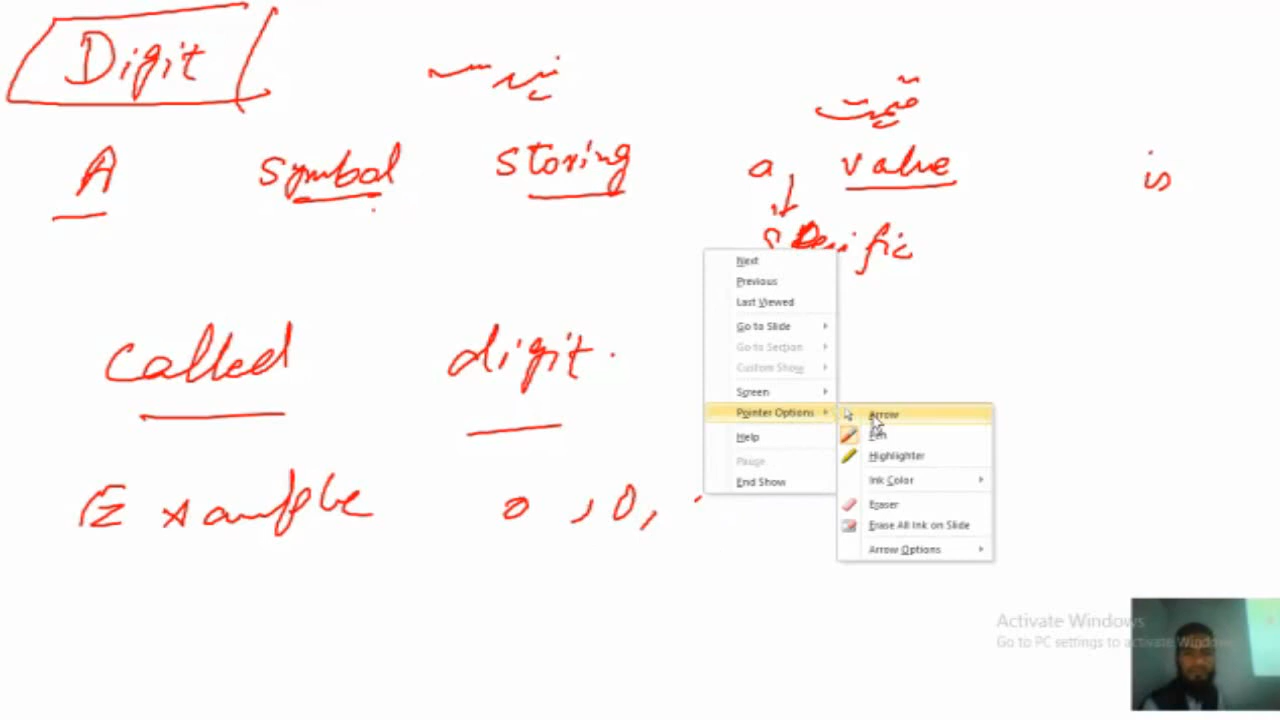 Digit
قیمت
A symbol storing a value is
called digit.
Example 0 , 0,
Next
Previous
Last Viewed
Go to Slide
Go to Section
Custom Show
Screen
Pointer Options
Help
Pause
End Show
Arrow
Pen
Highlighter
Ink Color
Eraser
Erase All Ink on Slide
Arrow Options
Activate Windows
Go to PC settings to activate Windows.